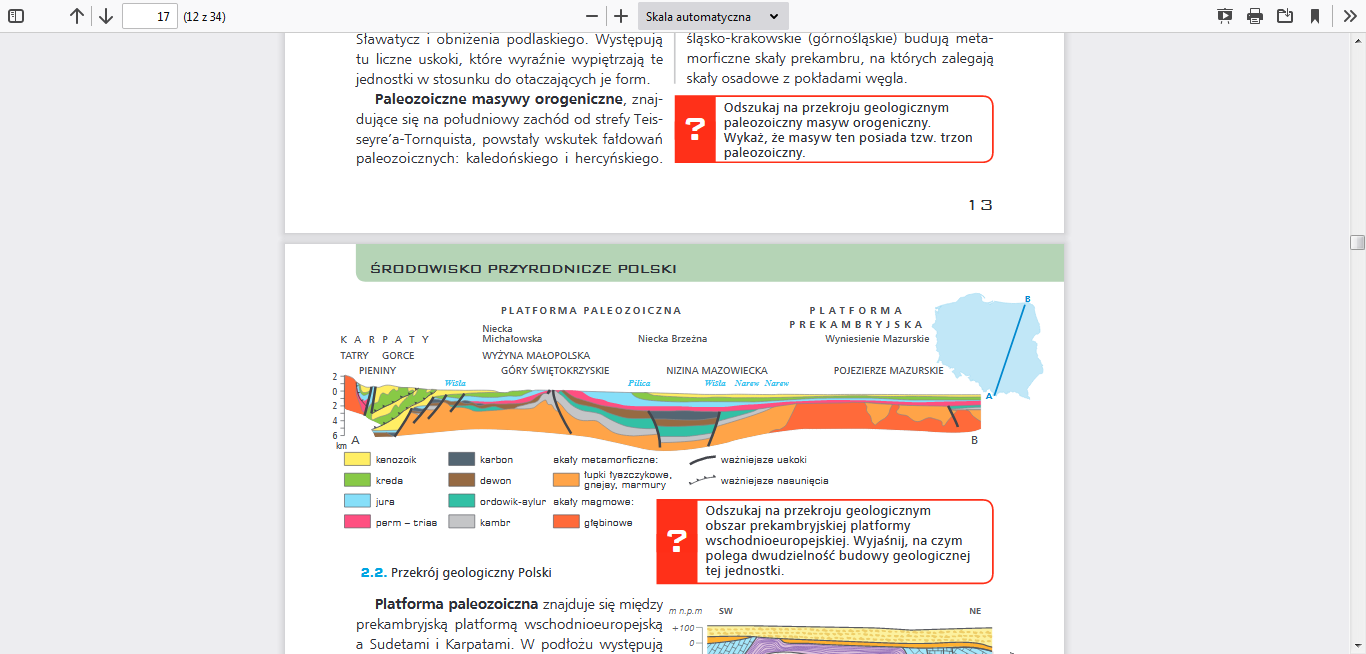 17
(12 z 34)
Skala automatyczna
Sławatycz i obniżenia podlaskiego. Występują
tu liczne uskoki, które wyraźnie wypiętrzają te
jednostki w stosunku do otaczających je form.
Paleozoiczne masywy orogeniczne, znaj-
dujące się na południowy zachód od strefy Teis-
seyre'a-Tornquista, powstały wskutek fałdowań
paleozoicznych: kaledońskiego i hercyńskiego.
śląsko-krakowskie (górnośląskie) budują meta-
morficzne skały prekambru, na których zalegają
skały osadowe z pokładami węgla.
?
Odszukaj na przekroju geologicznym
paleozoiczny masyw orogeniczny.
Wykaż, że masyw ten posiada tzw. trzon
paleozoiczny.
13
ŚRODOWISKO PRZYRODNICZE POLSKI
PLATFORMA PALEOZOICZNA
PLATFORMA
PREKAMBRYJSKA
B
Niecka
Michałowska
KARPATY
Niecka Brzeżna
Wyniesienie Mazurskie
TATRY GORCE
WYŻYNA MAŁOPOLSKA
PIENINY
GÓRY ŚWIĘTOKRZYSKIE
NIZINA MAZOWIECKA
POJEZIERZE MAZURSKIE
Wisła
Pilica
Wisła Narew Narew
A
2
0
2
4
6
km
A
B
kenozoik
kreda
jura
perm – trias
karbon
dewon
ordowik-sylur
kambr
skały metamorficzne:
łupki łyszczykowe,
gnejsy, marmury
skały magmowe:
głębinowe
ważniejsze uskoki
ważniejsze nasunięcia
?
Odszukaj na przekroju geologicznym
obszar prekambryjskiej platformy
wschodnioeuropejskiej. Wyjaśnij, na czym
polega dwudzielność budowy geologicznej
tej jednostki.
2.2. Przekrój geologiczny Polski
Platforma paleozoiczna znajduje się między
prekambryjską platformą wschodnioeuropejską
a Sudetami i Karpatami. W podłożu występują
m n.p.m
SW
NE
+100
0